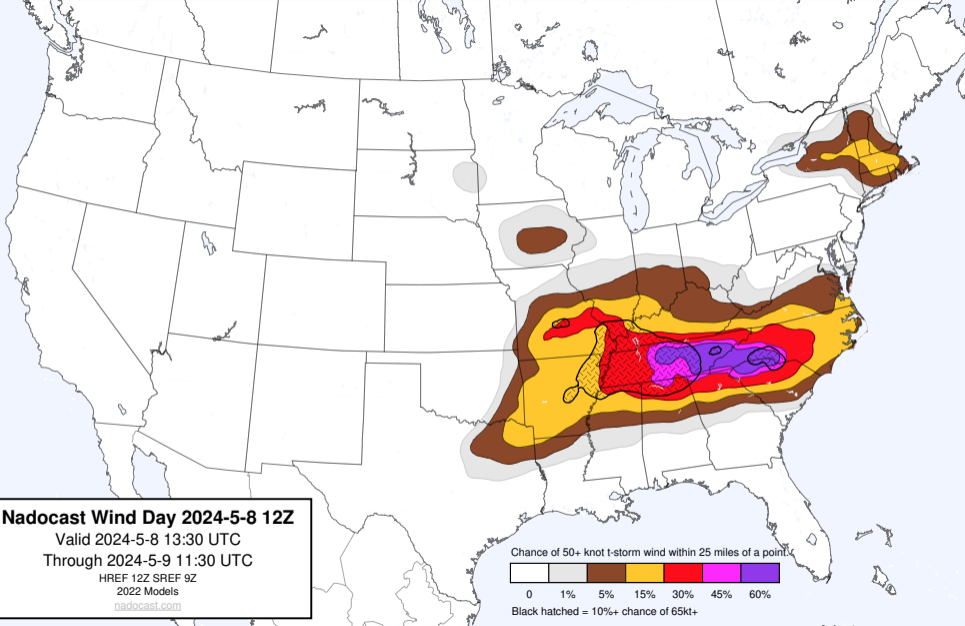 Nadocast Wind Day 2024-5-8 12Z
Valid 2024-5-8 13:30 UTC
Through 2024-5-9 11:30 UTC
HREF 12Z SREF 9Z
2022 Models
nadocast.com
Chance of 50+ knot t-storm wind within 25 miles of a point.
0 1% 5% 15% 30% 45% 60%
Black hatched = 10%+ chance of 65kt+